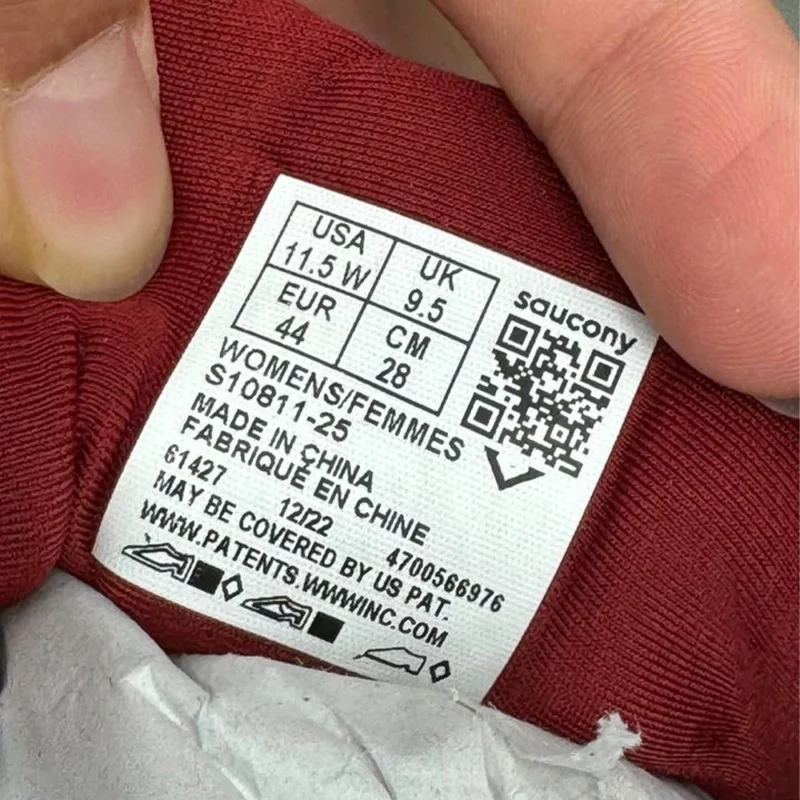 USA
11.5 W
UK
9.5
EUR
44
CM
28
saucony
WOMENS/FEMMES
S10811-25
MADE IN CHINA
FABRIQUÉ EN CHINE
61427 12/22 4700566976
MAY BE COVERED BY US PAT.
WWW.PATENTS.WWWINC.COM